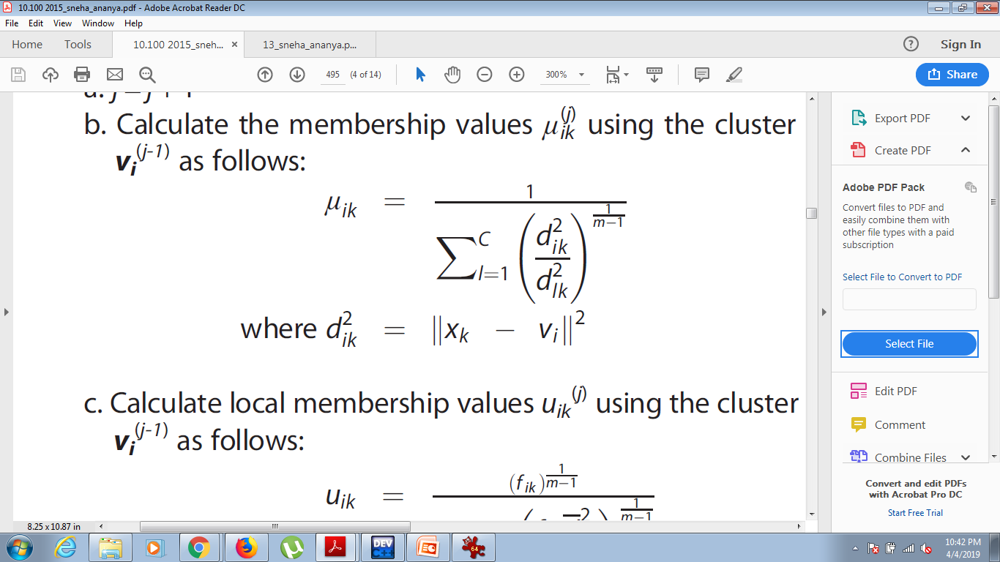 10.100 2015_sneha_ananya.pdf - Adobe Acrobat Reader DC
File Edit View Window Help
Home Tools 10.100 2015_sneh... × 13_sneha_ananya.p... ? Sign In
495 (4 of 14) 300% Share
a. j = j + 1
b. Calculate the membership values μ_{ik}^{(j)} using the cluster
v_i^{(j-1)} as follows:
μ_{ik} = \frac{1}{\sum_{l=1}^{C} \left( \frac{d_{ik}^2}{d_{lk}^2} \right)^{\frac{1}{m-1}}}
where d_{ik}^2 = ||x_k − v_i||^2
c. Calculate local membership values u_{ik}^{(j)} using the cluster
v_i^{(j-1)} as follows:
u_{ik} = (f_{ik})^{\frac{1}{m-1}}
\frac{1}{m-1}
Export PDF
Create PDF
Adobe PDF Pack
Convert files to PDF and
easily combine them with
other file types with a paid
subscription
Select File to Convert to PDF
Select File
Edit PDF
Comment
Combine Files
Convert and edit PDFs
with Acrobat Pro DC
Start Free Trial
8.25 x 10.87 in
DEV
C++
64
10:42 PM
4/4/2019